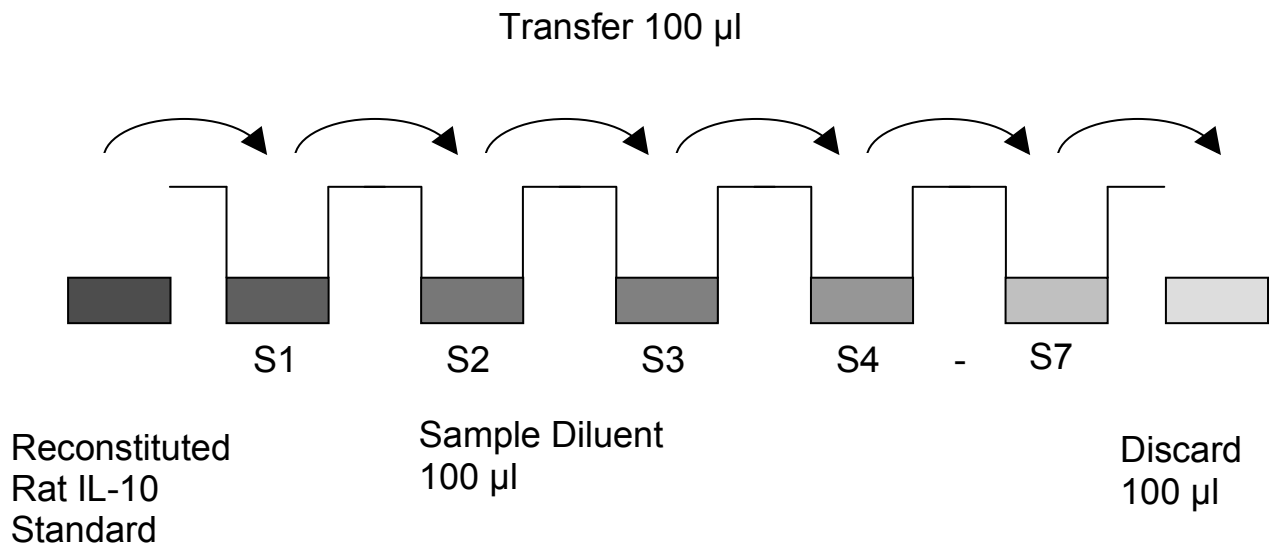 Transfer 100 µl
S1 S2 S3 S4 - S7
Reconstituted
Rat IL-10
Standard
Sample Diluent
100 µl
Discard
100 µl